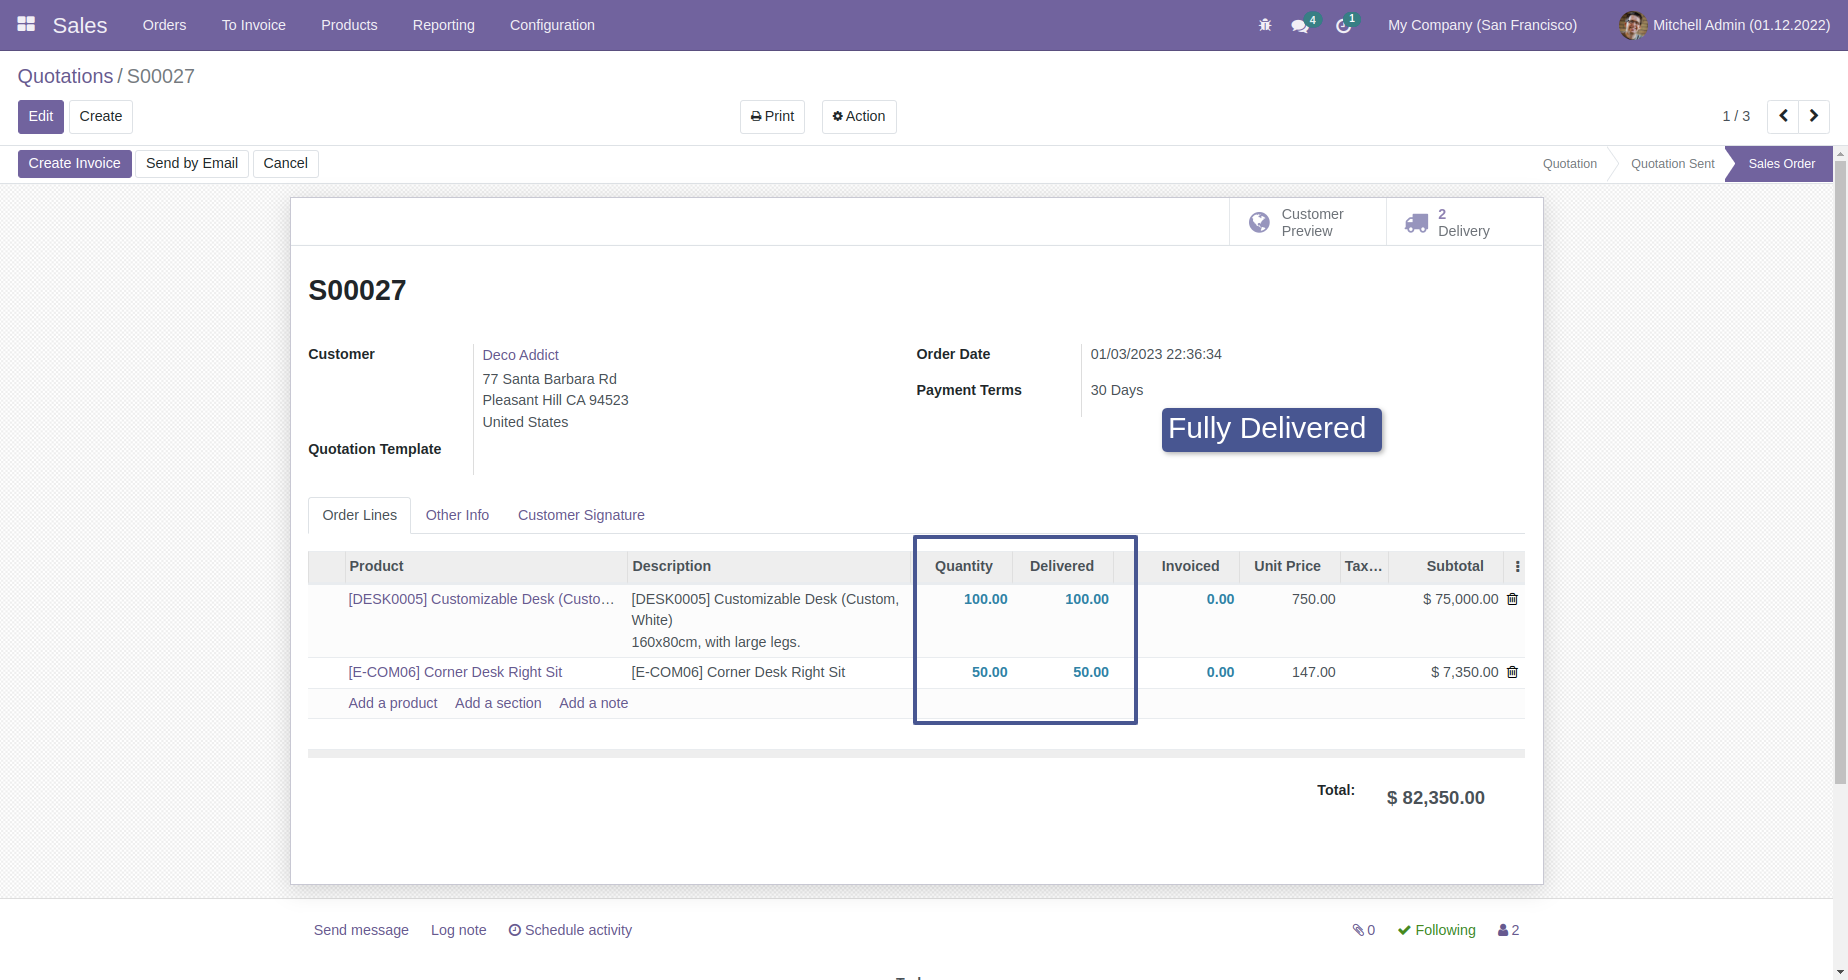 Sales Orders To Invoice Products Reporting Configuration 4 1 My Company (San Francisco) Mitchell Admin (01.12.2022)
Quotations / S00027
Edit Create Print Action 1 / 3
Create Invoice Send by Email Cancel Quotation Quotation Sent Sales Order
Customer
Preview
2
Delivery
S00027
Customer
Deco Addict
77 Santa Barbara Rd
Pleasant Hill CA 94523
United States
Quotation Template
Order Date 01/03/2023 22:36:34
Payment Terms 30 Days
Fully Delivered
Order Lines Other Info Customer Signature
Product Description Quantity Delivered Invoiced Unit Price Tax… Subtotal
[DESK0005] Customizable Desk (Custo… [DESK0005] Customizable Desk (Custom, 100.00 100.00 0.00 750.00 $ 75,000.00
White)
160x80cm, with large legs.
[E-COM06] Corner Desk Right Sit [E-COM06] Corner Desk Right Sit 50.00 50.00 0.00 147.00 $ 7,350.00
Add a product Add a section Add a note
Total: $ 82,350.00
Send message Log note Schedule activity 0 Following 2